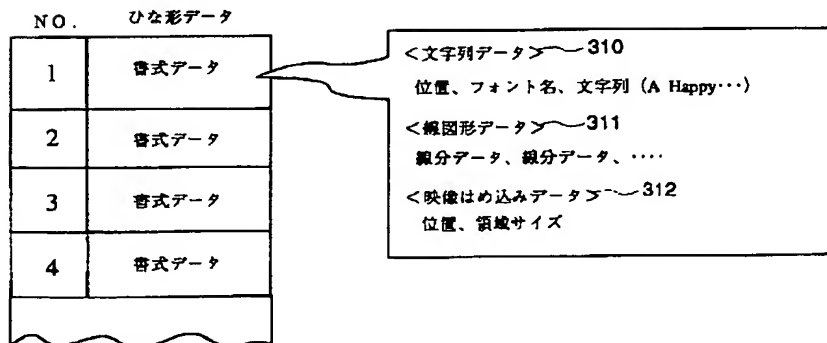 NO. ひな形データ
1 書式データ
2 書式データ
3 書式データ
4 書式データ
<文字列データ> 310
位置、フォント名、文字列 (A Happy···)
<線図形データ> 311
線分データ、線分データ、····
<映像はめ込みデータ> 312
位置、領域サイズ